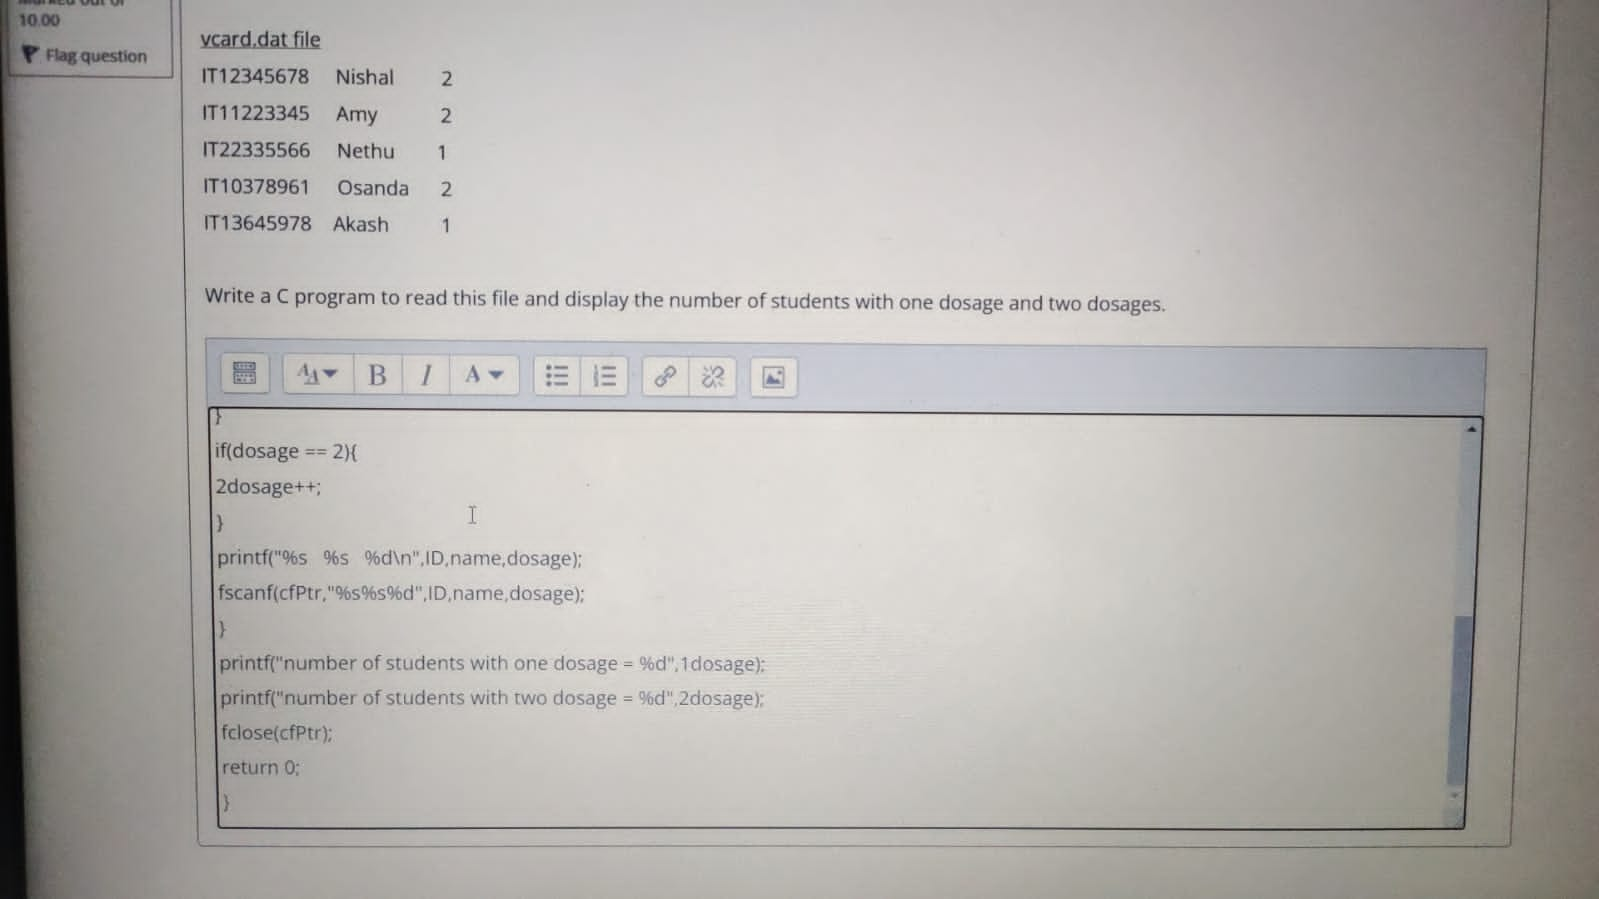 10.00
Flag question
vcard.dat file
IT12345678 Nishal 2
IT11223345 Amy 2
IT22335566 Nethu 1
IT10378961 Osanda 2
IT13645978 Akash 1
Write a C program to read this file and display the number of students with one dosage and two dosages.
}
if(dosage == 2){
2dosage++;
}
printf("%s %s %d\n",ID,name,dosage);
fscanf(cfPtr,"%s%s%d",ID,name,dosage);
}
printf("number of students with one dosage = %d",1dosage);
printf("number of students with two dosage = %d",2dosage);
fclose(cfPtr);
return 0;
}